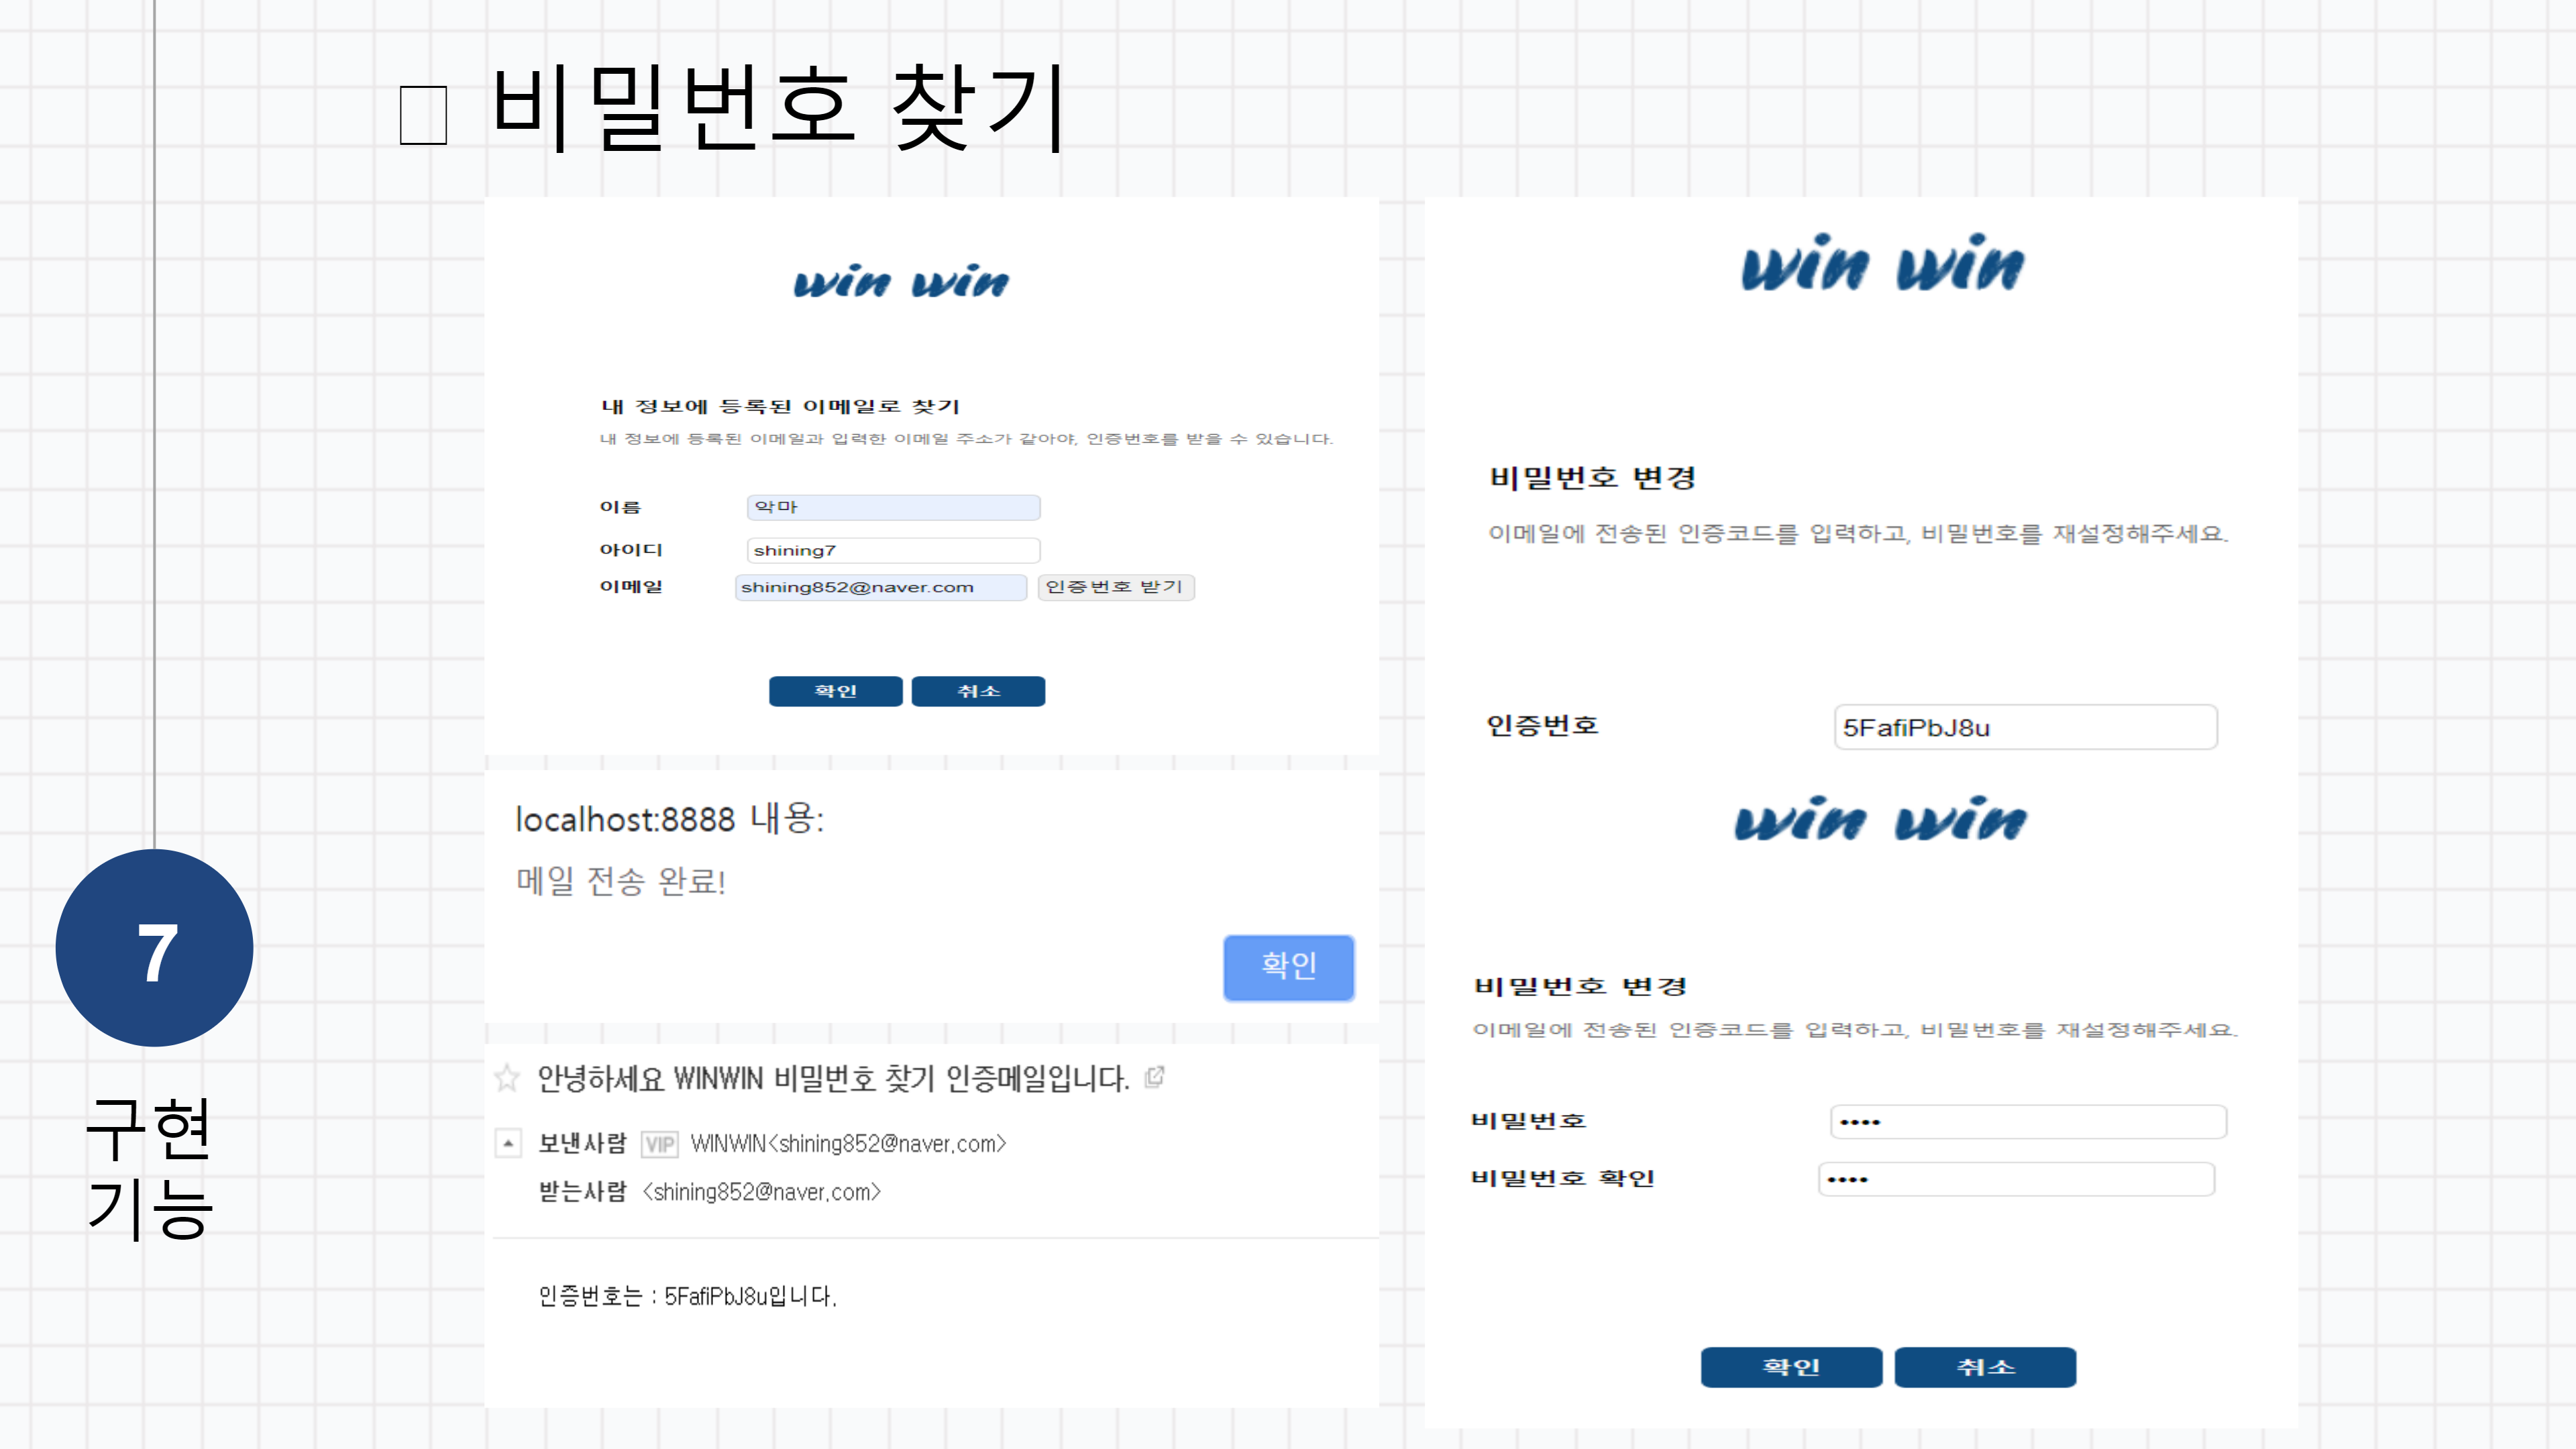 비밀번호 찾기
win win
내 정보에 등록된 이메일로 찾기
내 정보에 등록된 이메일과 입력한 이메일 주소가 같아야, 인증번호를 받을 수 있습니다.
이름 악마
아이디 shining7
이메일 shining852@naver.com 인증번호 받기
확인 취소
localhost:8888 내용:
메일 전송 완료!
확인
안녕하세요 WINWIN 비밀번호 찾기 인증메일입니다.
보낸사람 VIP WINWIN<shining852@naver.com>
받는사람 <shining852@naver.com>
인증번호는 : 5FafiPbJ8u입니다.
win win
비밀번호 변경
이메일에 전송된 인증코드를 입력하고, 비밀번호를 재설정해주세요.
인증번호 5FafiPbJ8u
win win
비밀번호 변경
이메일에 전송된 인증코드를 입력하고, 비밀번호를 재설정해주세요.
비밀번호 ••••
비밀번호 확인 ••••
확인 취소
7
구현
기능